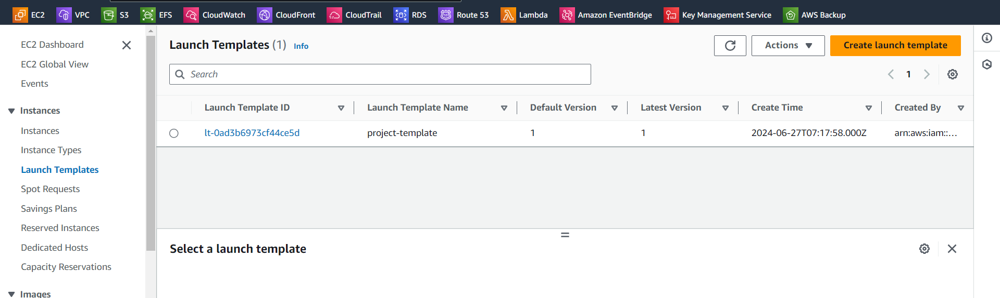 EC2 VPC S3 EFS CloudWatch CloudFront CloudTrail RDS Route 53 Lambda Amazon EventBridge Key Management Service AWS Backup
EC2 Dashboard
EC2 Global View
Events
Instances
Instances
Instance Types
Launch Templates
Spot Requests
Savings Plans
Reserved Instances
Dedicated Hosts
Capacity Reservations
Images
Launch Templates (1) Info
Actions
Create launch template
Search
1
Launch Template ID Launch Template Name Default Version Latest Version Create Time Created By
lt-0ad3b6973cf44ce5d project-template 1 1 2024-06-27T07:17:58.000Z arn:aws:iam::...
Select a launch template